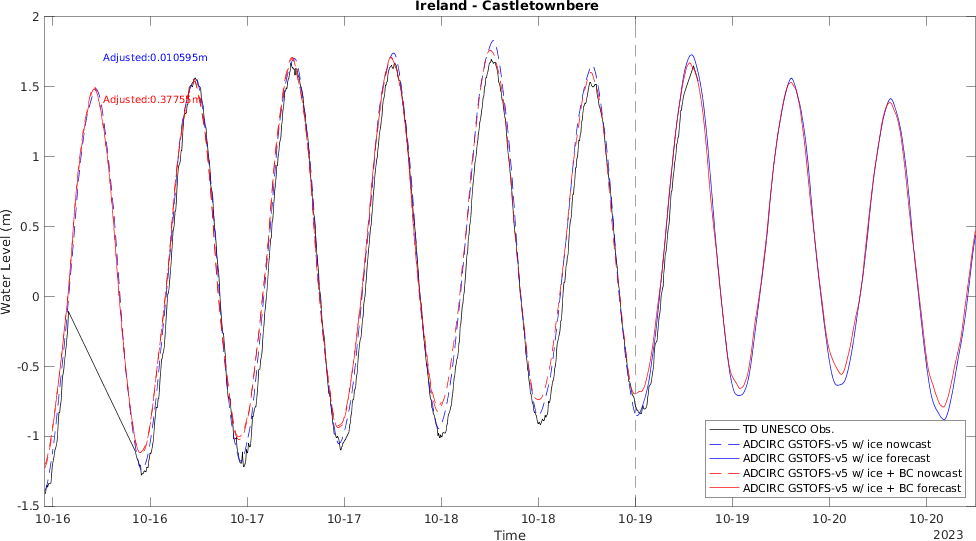 Ireland - Castletownbere
Adjusted:0.010595m
Adjusted:0.37755m
2
1.5
1
0.5
0
-0.5
-1
-1.5
Water Level (m)
10-16 10-16 10-17 10-17 10-18 10-18 10-19 10-19 10-20 10-20
Time
2023
TD UNESCO Obs.
ADCIRC GSTOFS-v5 w/ ice nowcast
ADCIRC GSTOFS-v5 w/ ice forecast
ADCIRC GSTOFS-v5 w/ ice + BC nowcast
ADCIRC GSTOFS-v5 w/ ice + BC forecast